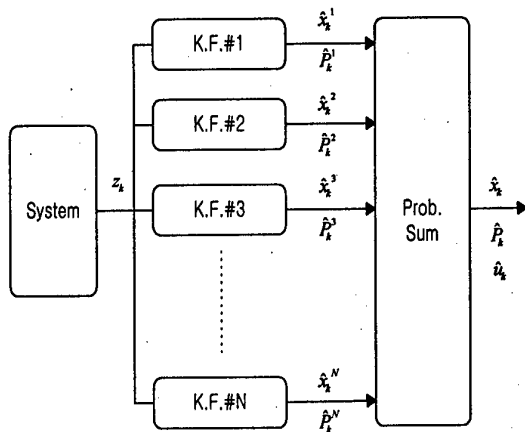 System
z_k
K.F.#1
x̂_k^1
P̂_k^1
K.F.#2
x̂_k^2
P̂_k^2
K.F.#3
x̂_k^3
P̂_k^3
K.F.#N
x̂_k^N
P̂_k^N
Prob.
Sum
x̂_k
P̂_k
û_k